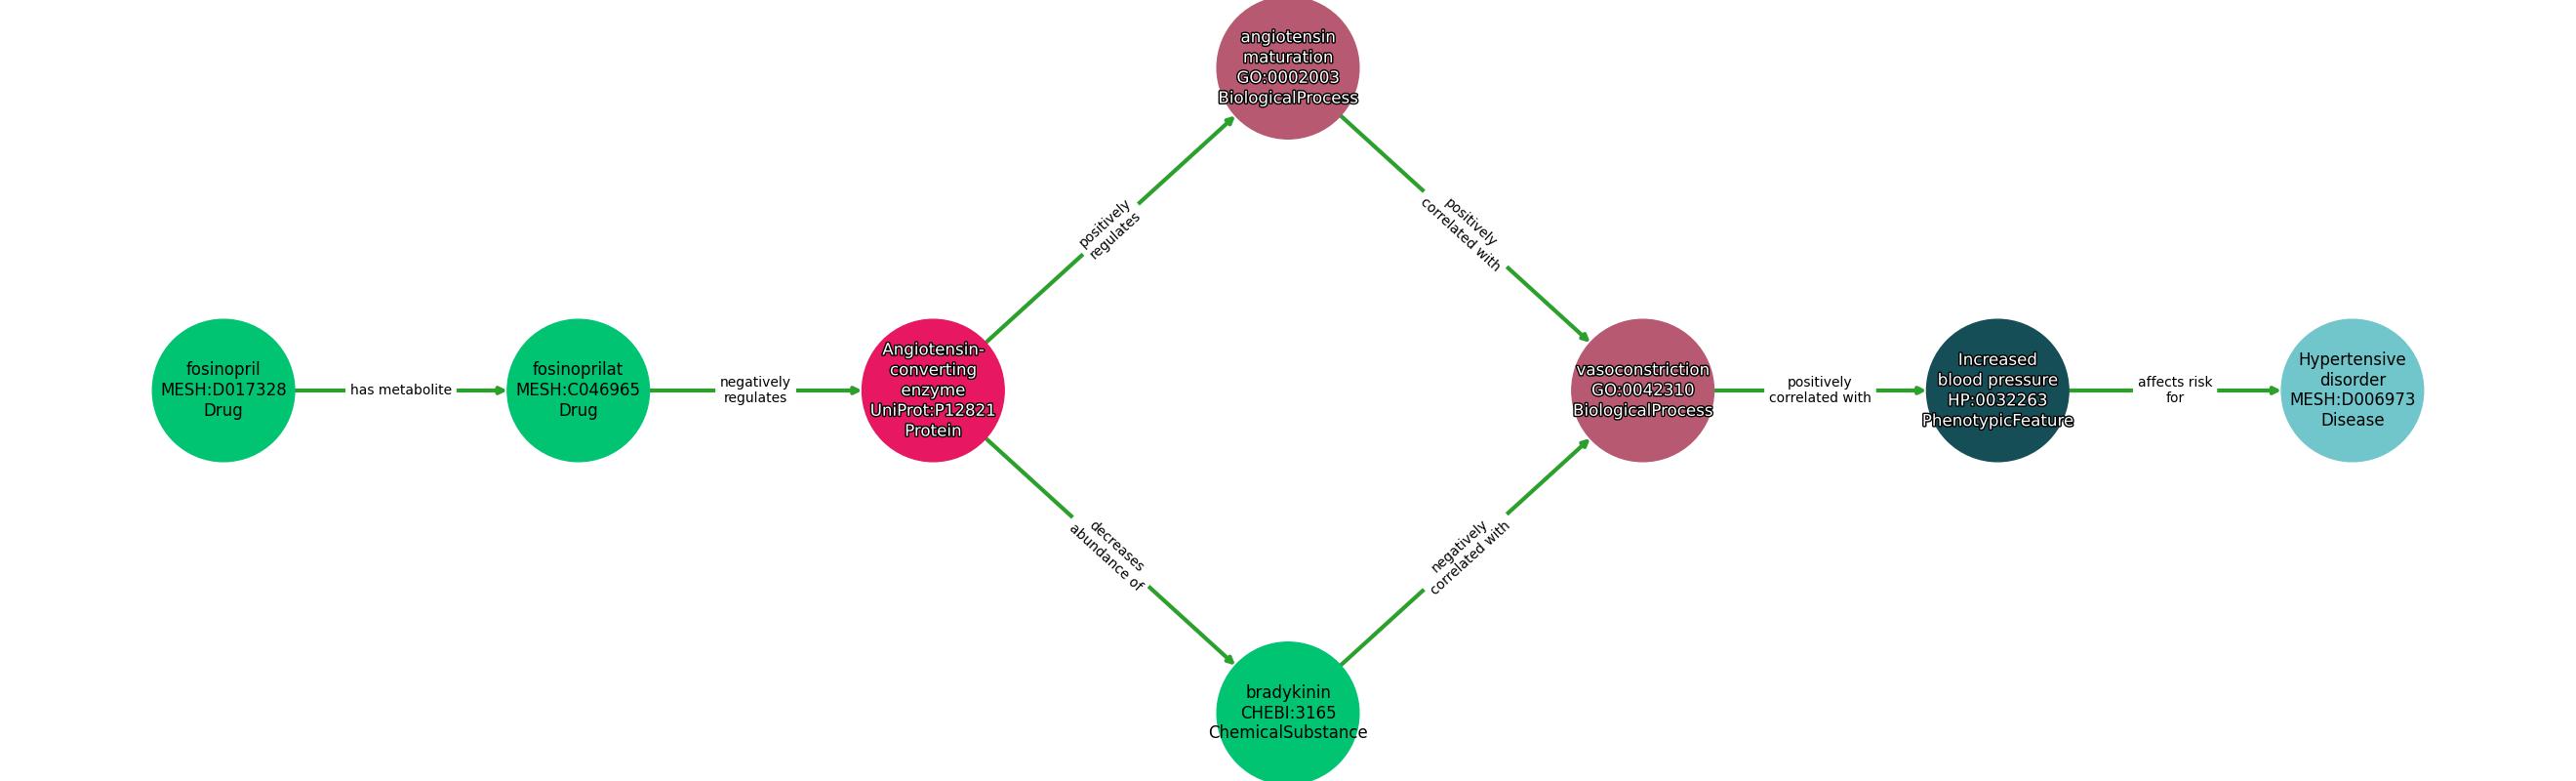 angiotensin
maturation
GO:0002003
BiologicalProcess
positively
regulates
positively
correlated with
fosinopril
MESH:D017328
Drug
has metabolite
fosinoprilat
MESH:C046965
Drug
negatively
regulates
Angiotensin-
converting
enzyme
UniProt:P12821
Protein
vasoconstriction
GO:0042310
BiologicalProcess
positively
correlated with
Increased
blood pressure
HP:0032263
PhenotypicFeature
affects risk
for
Hypertensive
disorder
MESH:D006973
Disease
decreases
abundance of
negatively
correlated with
bradykinin
CHEBI:3165
ChemicalSubstance